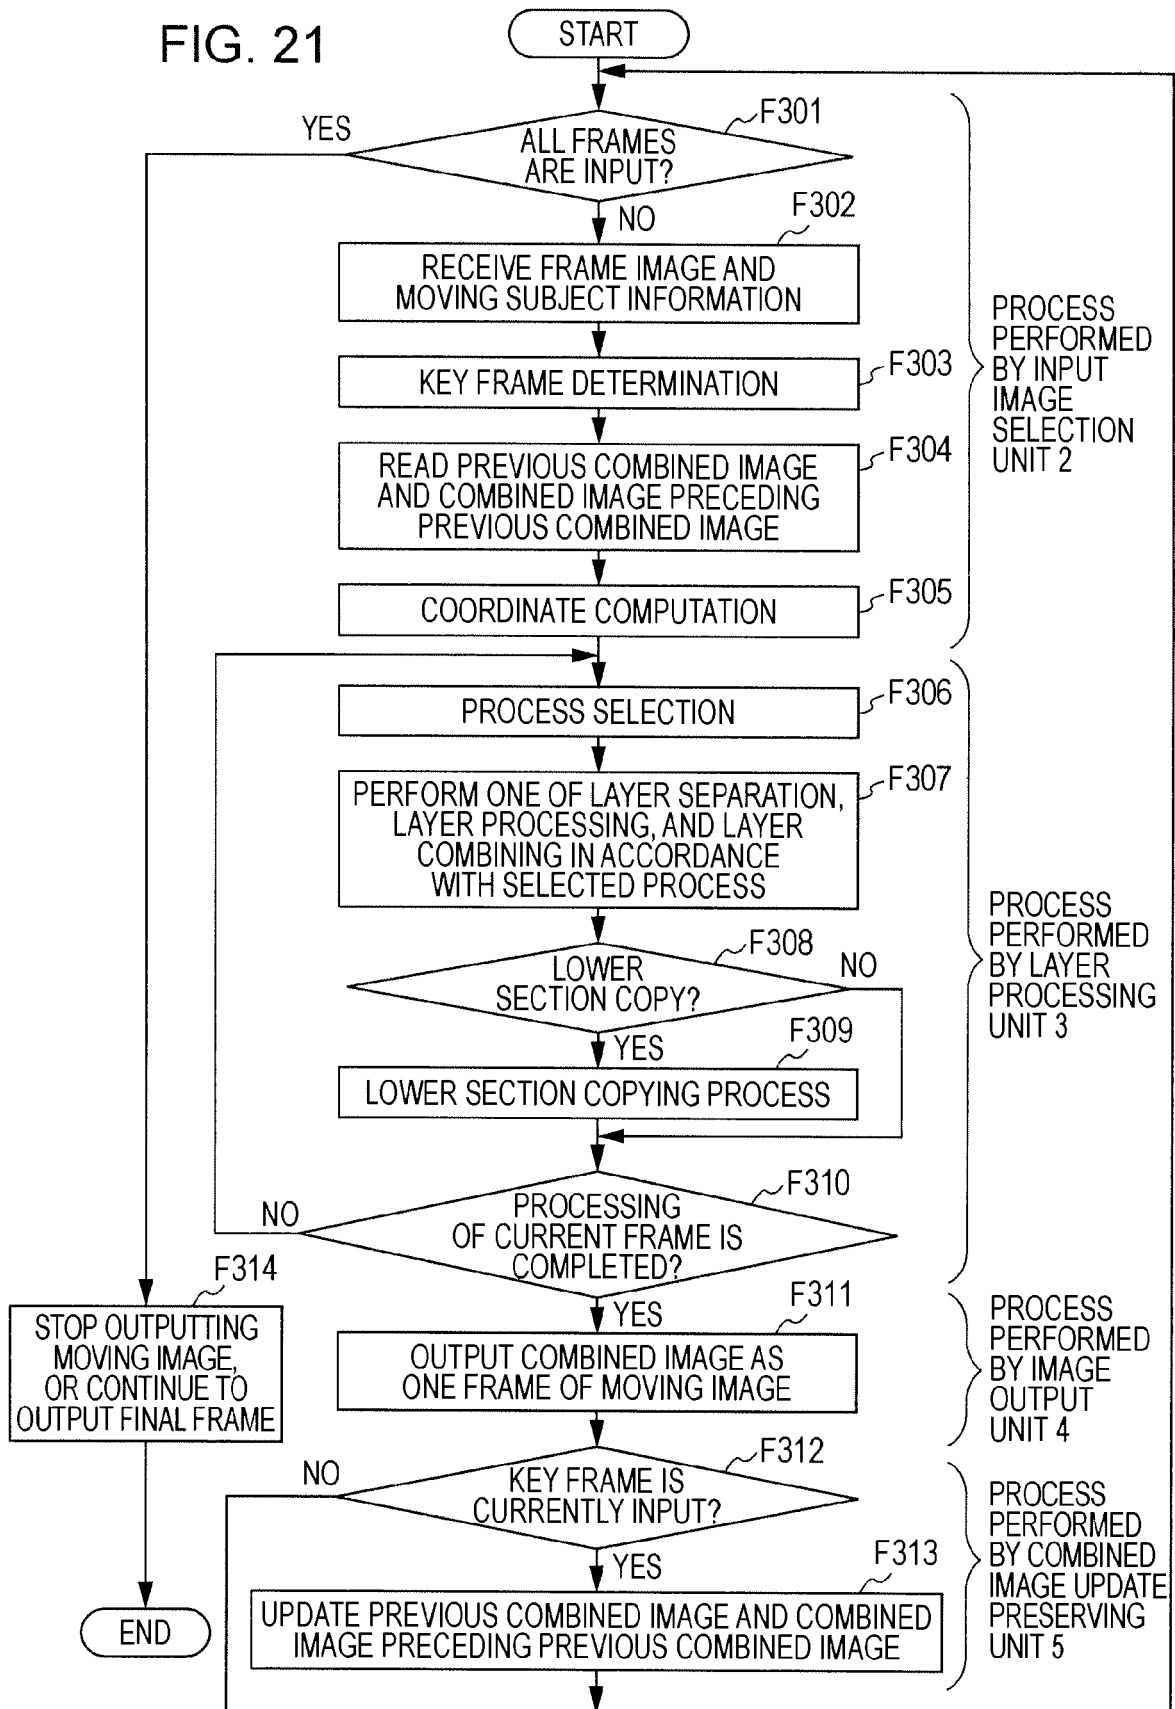 FIG. 21
START
F301
YES
ALL FRAMES
ARE INPUT?
NO
F302
RECEIVE FRAME IMAGE AND
MOVING SUBJECT INFORMATION
F303
KEY FRAME DETERMINATION
F304
READ PREVIOUS COMBINED IMAGE
AND COMBINED IMAGE PRECEDING
PREVIOUS COMBINED IMAGE
F305
COORDINATE COMPUTATION
PROCESS
PERFORMED
BY INPUT
IMAGE
SELECTION
UNIT 2
F306
PROCESS SELECTION
F307
PERFORM ONE OF LAYER SEPARATION,
LAYER PROCESSING, AND LAYER
COMBINING IN ACCORDANCE
WITH SELECTED PROCESS
F308
LOWER
SECTION COPY?
NO
YES
F309
LOWER SECTION COPYING PROCESS
F310
NO
PROCESSING
OF CURRENT FRAME IS
COMPLETED?
YES
PROCESS
PERFORMED
BY LAYER
PROCESSING
UNIT 3
F314
STOP OUTPUTTING
MOVING IMAGE,
OR CONTINUE TO
OUTPUT FINAL FRAME
F311
OUTPUT COMBINED IMAGE AS
ONE FRAME OF MOVING IMAGE
PROCESS
PERFORMED
BY IMAGE
OUTPUT
UNIT 4
F312
NO
KEY FRAME IS
CURRENTLY INPUT?
YES
F313
UPDATE PREVIOUS COMBINED IMAGE AND COMBINED
IMAGE PRECEDING PREVIOUS COMBINED IMAGE
PROCESS
PERFORMED
BY COMBINED
IMAGE UPDATE
PRESERVING
UNIT 5
END